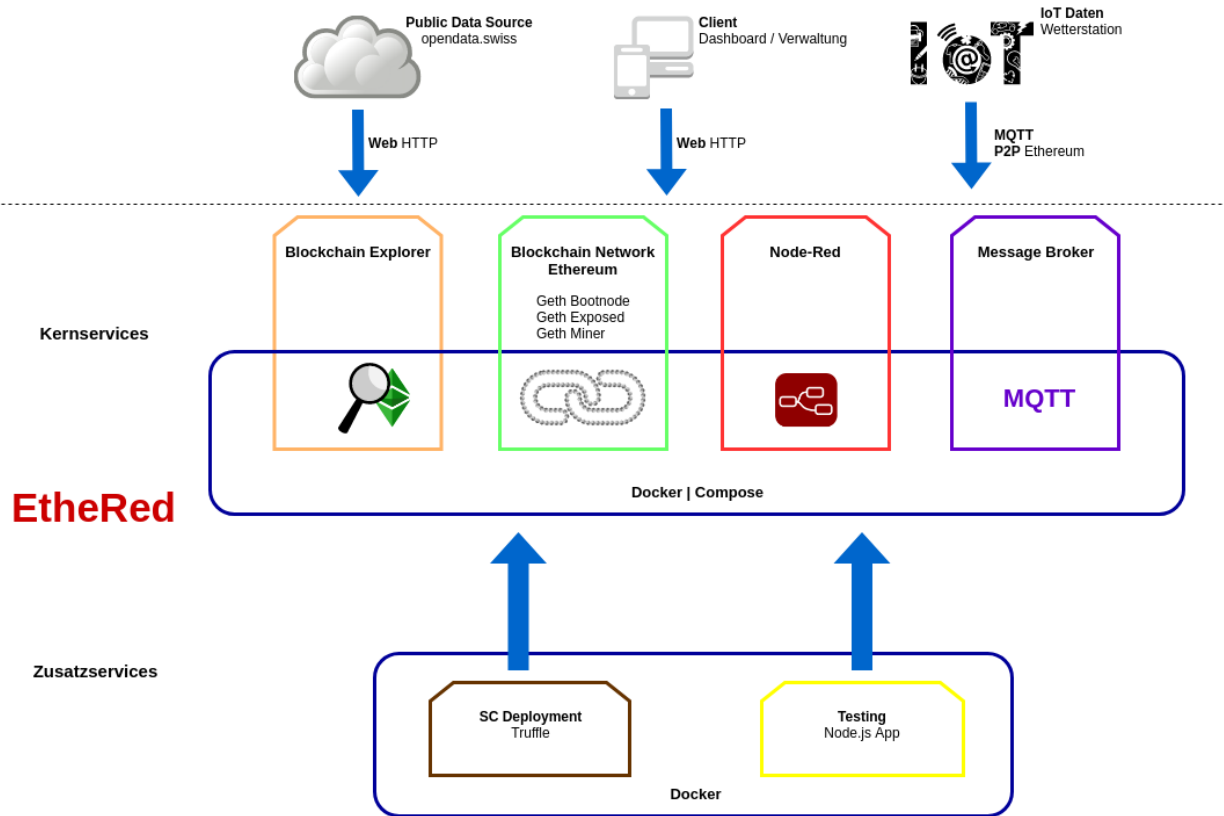 Public Data Source
opendata.swiss
Client
Dashboard / Verwaltung
IoT
IoT Daten
Wetterstation
Web HTTP
Web HTTP
MQTT
P2P Ethereum
Blockchain Explorer
Blockchain Network
Ethereum
Geth Bootnode
Geth Exposed
Geth Miner
Node-Red
Message Broker
Kernservices
MQTT
Docker | Compose
EtheRed
Zusatzservices
SC Deployment
Truffle
Testing
Node.js App
Docker